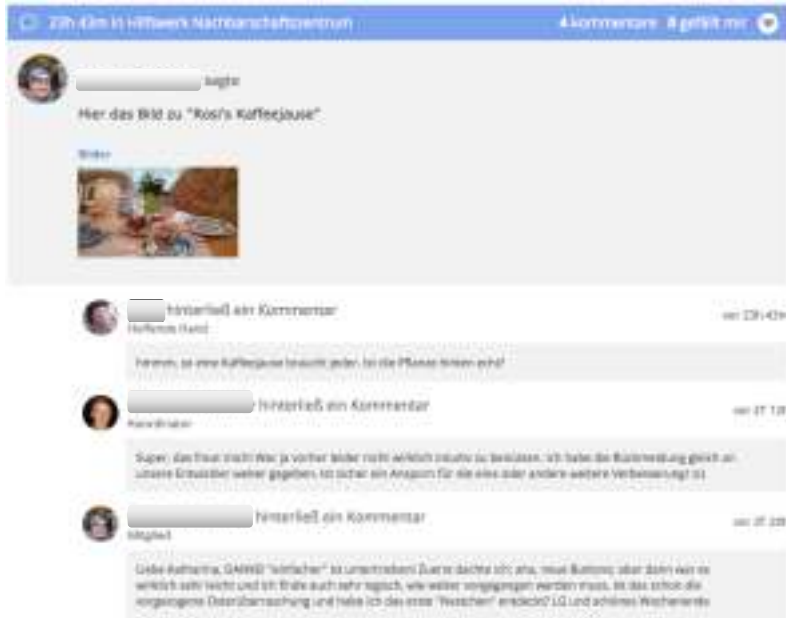 23h 43m in Hilfswerk Nachbarschaftszentrum
4 kommentare 8 gefällt mir
sagte
Hier das Bild zu "Rosi's Kaffeejause"
Bilder
hinterließ ein Kommentar
vor 23h 43m
Helfende Hand
hmmm, so eine Kaffeejause braucht jeder. Ist die Pflanze hinten echt?
hinterließ ein Kommentar
Koordinator
Super, das freut mich! War ja vorher leider nicht wirklich intuitiv zu benützen. Ich habe die Rückmeldung gleich an
unsere Entwickler weiter gegeben. Ist sicher ein Ansporn für die eine oder andere weitere Verbesserung!
hinterließ ein Kommentar
Mitglied
Liebe Katharina, "einfacher" ist untertrieben! Zuerst dachte ich: aha, neue Buttons; aber dann war es
wirklich sehr leicht und ich finde auch sehr logisch, wie weiter vorgegangen werden muss. Ist das schon die
vorgezogene Osterüberraschung und habe ich das erste "Nestchen" entdeckt? LG und schönes Wochenende